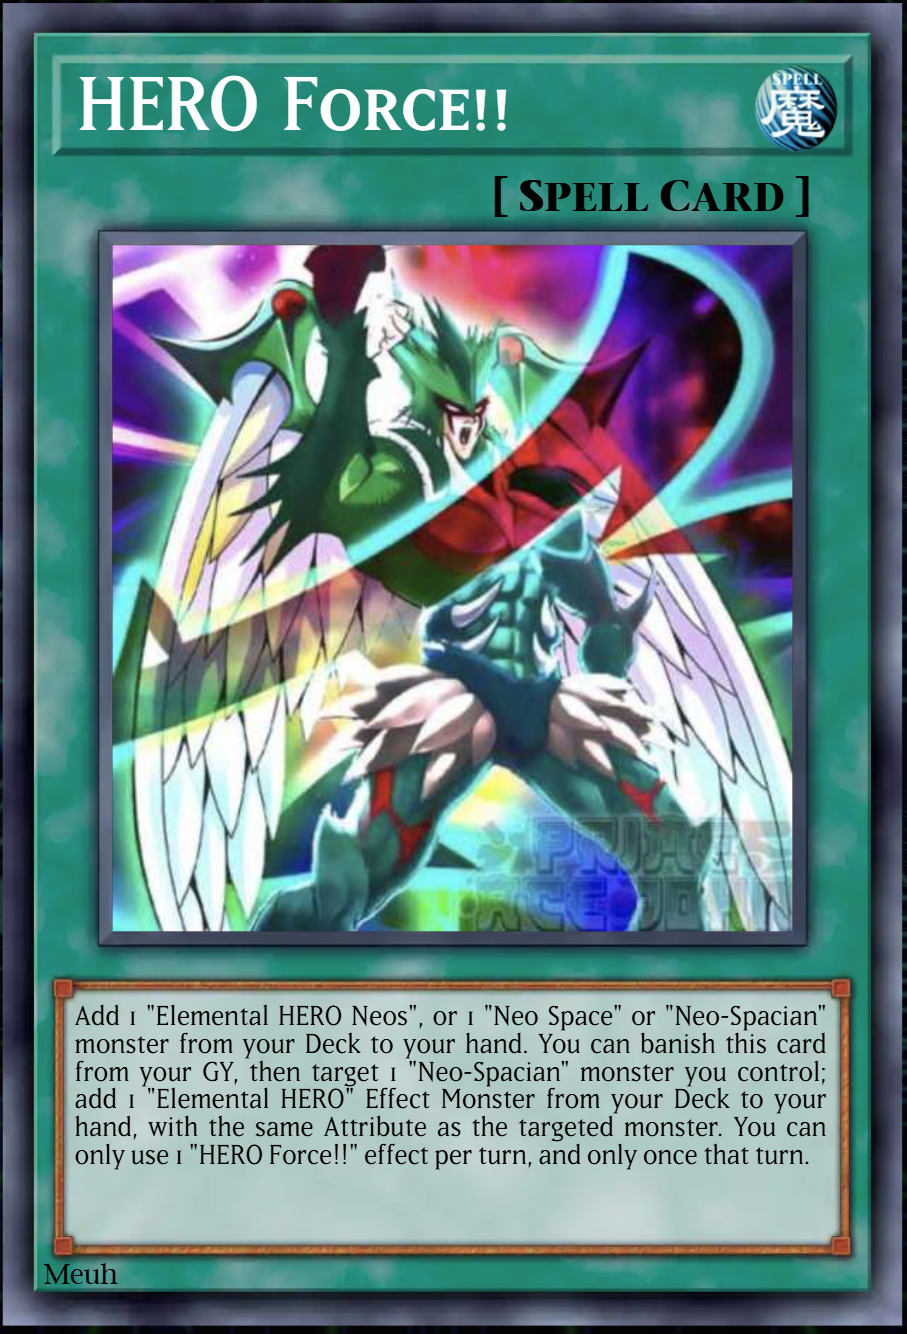 HERO Force!!
SPELL
魔
[ Spell Card ]
Add 1 "Elemental HERO Neos", or 1 "Neo Space" or "Neo-Spacian"
monster from your Deck to your hand. You can banish this card
from your GY, then target 1 "Neo-Spacian" monster you control;
add 1 "Elemental HERO" Effect Monster from your Deck to your
hand, with the same Attribute as the targeted monster. You can
only use 1 "HERO Force!!" effect per turn, and only once that turn.
Meuh